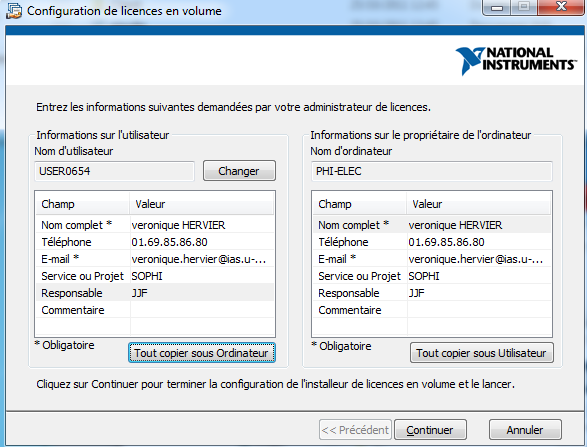 Configuration de licences en volume
NATIONAL
INSTRUMENTS
Entrez les informations suivantes demandées par votre administrateur de licences.
Informations sur l'utilisateur
Nom d'utilisateur
USER0654
Changer
Champ Valeur
Nom complet * veronique HERVIER
Téléphone 01.69.85.86.80
E-mail * veronique.hervier@ias.u-...
Service ou Projet SOPHI
Responsable JJF
Commentaire
* Obligatoire
Tout copier sous Ordinateur
Informations sur le propriétaire de l'ordinateur
Nom d'ordinateur
PHI-ELEC
Champ Valeur
Nom complet * veronique HERVIER
Téléphone 01.69.85.86.80
E-mail * veronique.hervier@ias.u-...
Service ou Projet SOPHI
Responsable JJF
Commentaire
* Obligatoire
Tout copier sous Utilisateur
Cliquez sur Continuer pour terminer la configuration de l'installeur de licences en volume et le lancer.
<< Précédent
Continuer
Annuler